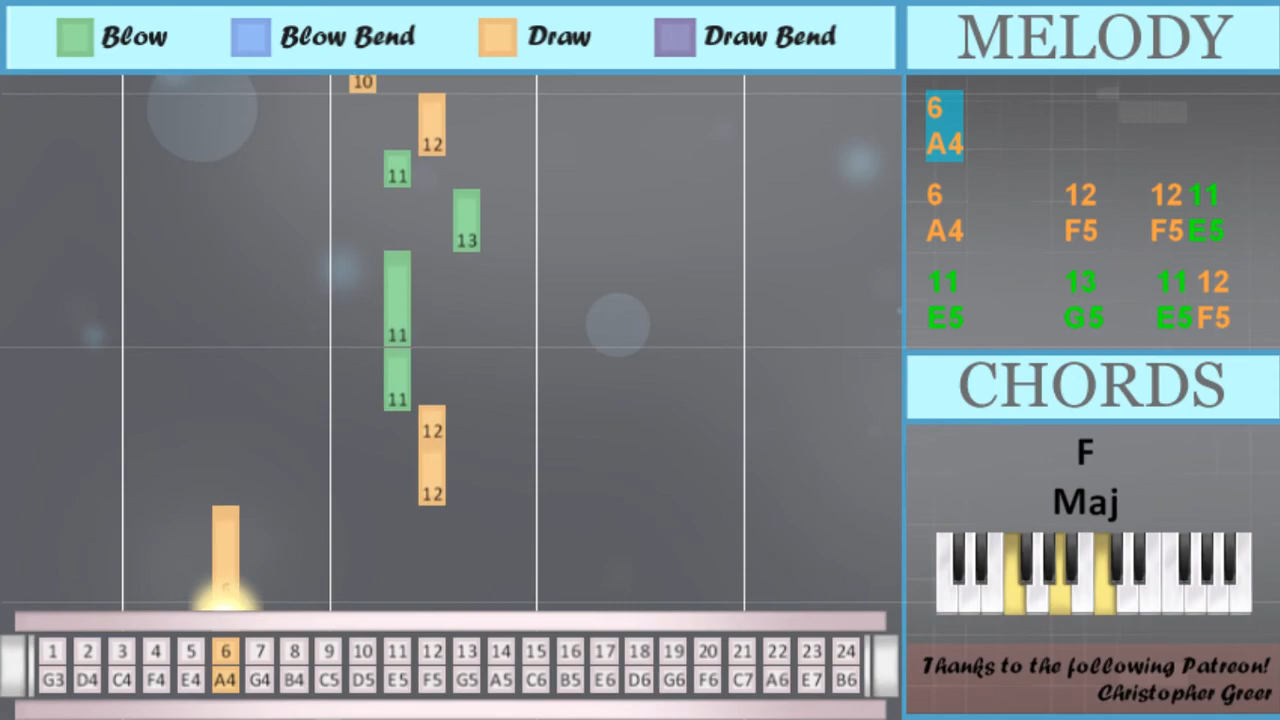 Blow Blow Bend Draw Draw Bend
MELODY
10
12
11
13
11
11
12
12
6
A4
6 12 12 11
A4 F5 F5 E5
11 13 11 12
E5 G5 E5 F5
CHORDS
F
Maj
1 2 3 4 5 6 7 8 9 10 11 12 13 14 15 16 17 18 19 20 21 22 23 24
G3 D4 C4 F4 E4 A4 G4 B4 C5 D5 E5 F5 G5 A5 C6 B5 E6 D6 G6 F6 C7 A6 E7 B6
Thanks to the following Patreon!
Christopher Greer